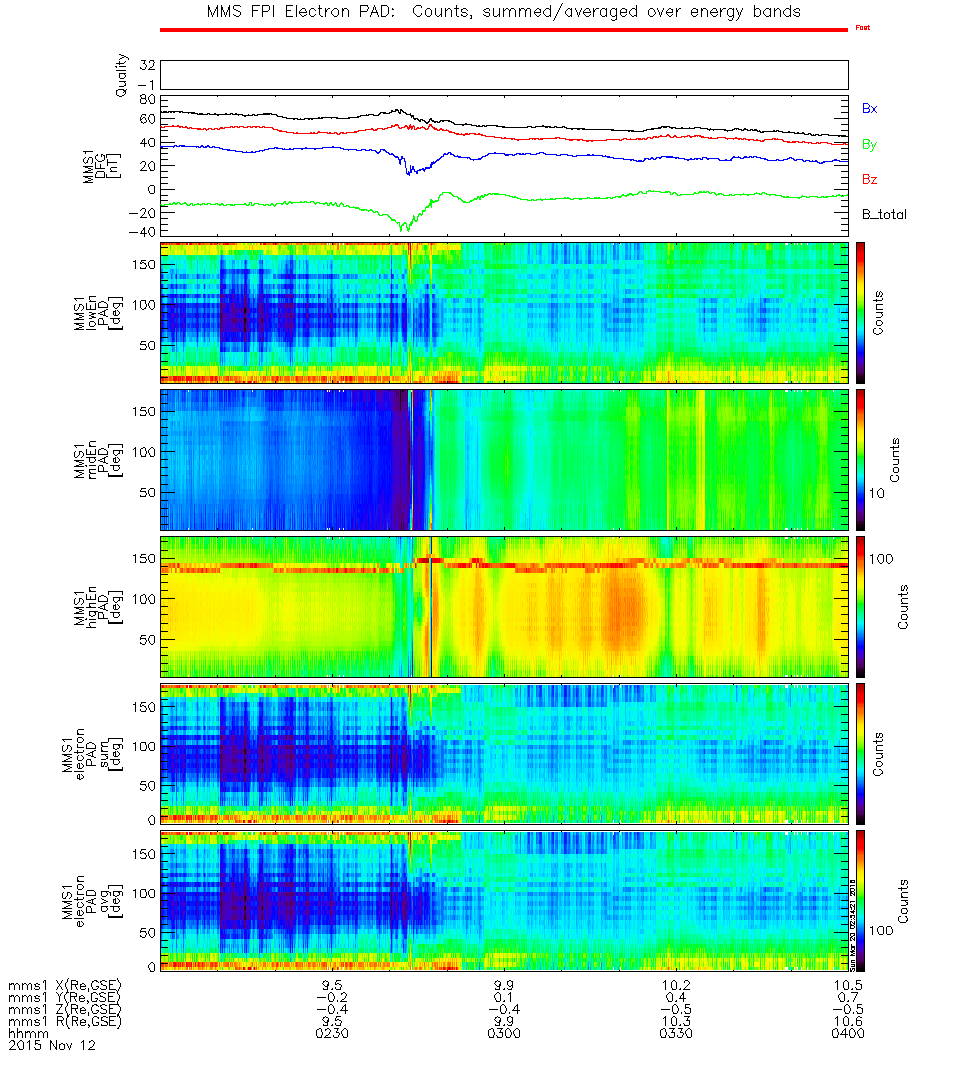 MMS FPI Electron PAD:  Counts, summed/averaged over energy bands
Fast
Quality
32
−1
MMS1
DFG
[nT]
80
60
40
20
0
−20
−40
Bx
By
Bz
B_total
MMS1
lowEn
PAD
[deg]
150
100
50
Counts
MMS1
midEn
PAD
[deg]
150
100
50
10
Counts
MMS1
highEn
PAD
[deg]
150
100
50
100
Counts
MMS1
electron
PAD
sum
[deg]
150
100
50
0
Counts
MMS1
electron
PAD
avg
[deg]
150
100
50
0
100
Counts
mms1 X(Re,GSE) 9.5 9.9 10.2 10.5
mms1 Y(Re,GSE) −0.2 0.1 0.4 0.7
mms1 Z(Re,GSE) −0.4 −0.4 −0.5 −0.5
mms1 R(Re,GSE) 9.5 9.9 10.3 10.6
hhmm 0230 0300 0330 0400
2015 Nov 12